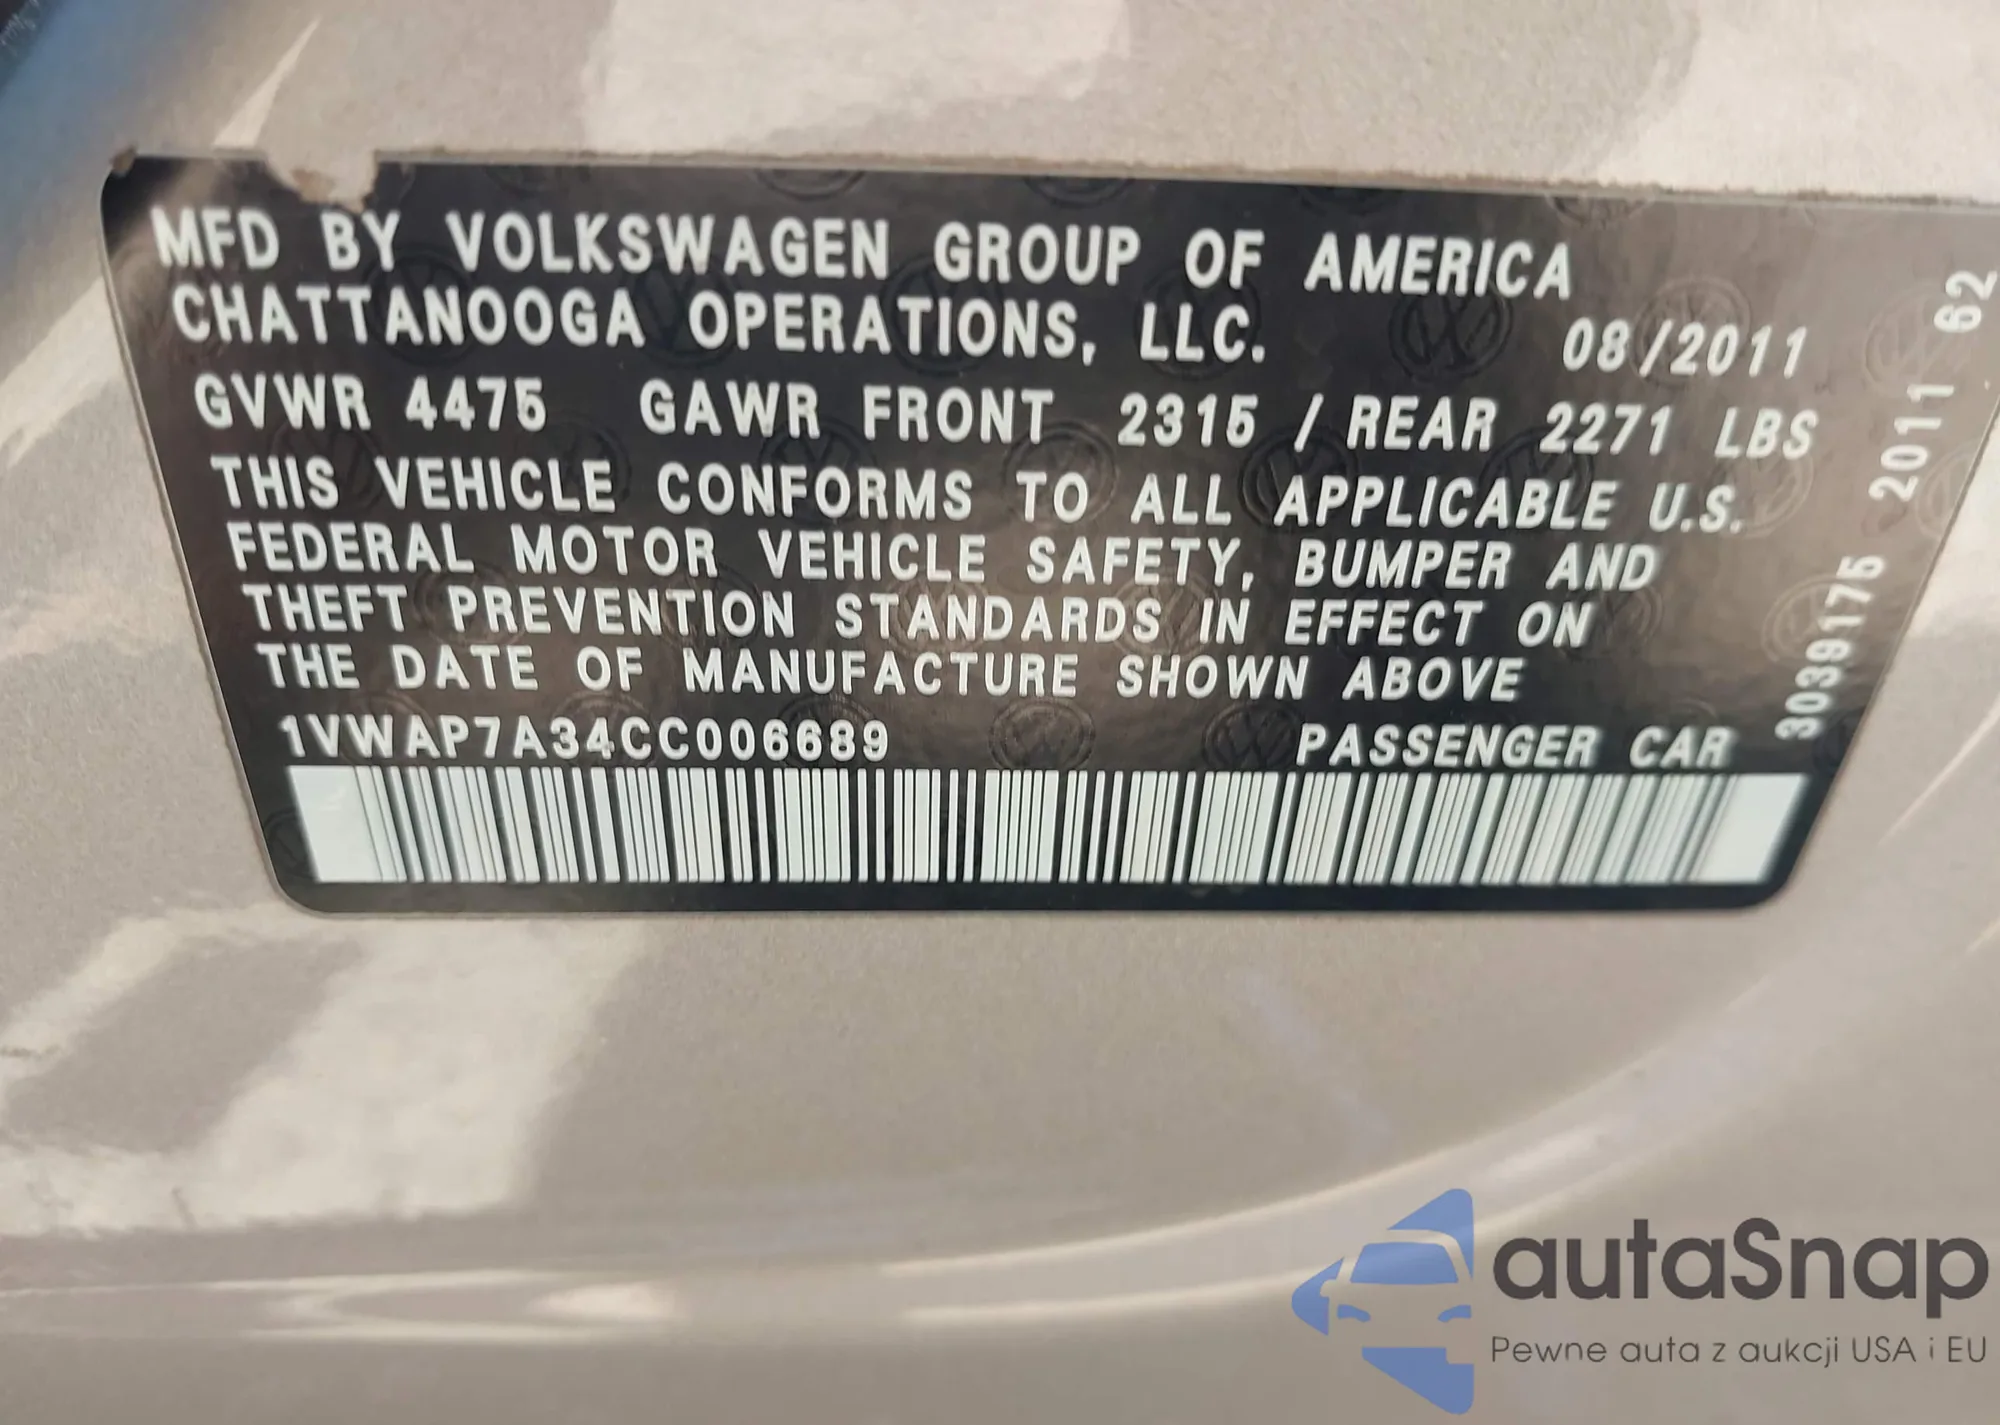 MFD BY VOLKSWAGEN GROUP OF AMERICA
CHATTANOOGA OPERATIONS, LLC. 08/2011
GVWR 4475 GAWR FRONT 2315 / REAR 2271 LBS
THIS VEHICLE CONFORMS TO ALL APPLICABLE U.S.
FEDERAL MOTOR VEHICLE SAFETY, BUMPER AND
THEFT PREVENTION STANDARDS IN EFFECT ON
THE DATE OF MANUFACTURE SHOWN ABOVE
1VWAP7A34CC006689 PASSENGER CAR
3039175 2011 62
autaSnap
Pewne auta z aukcji USA i EU